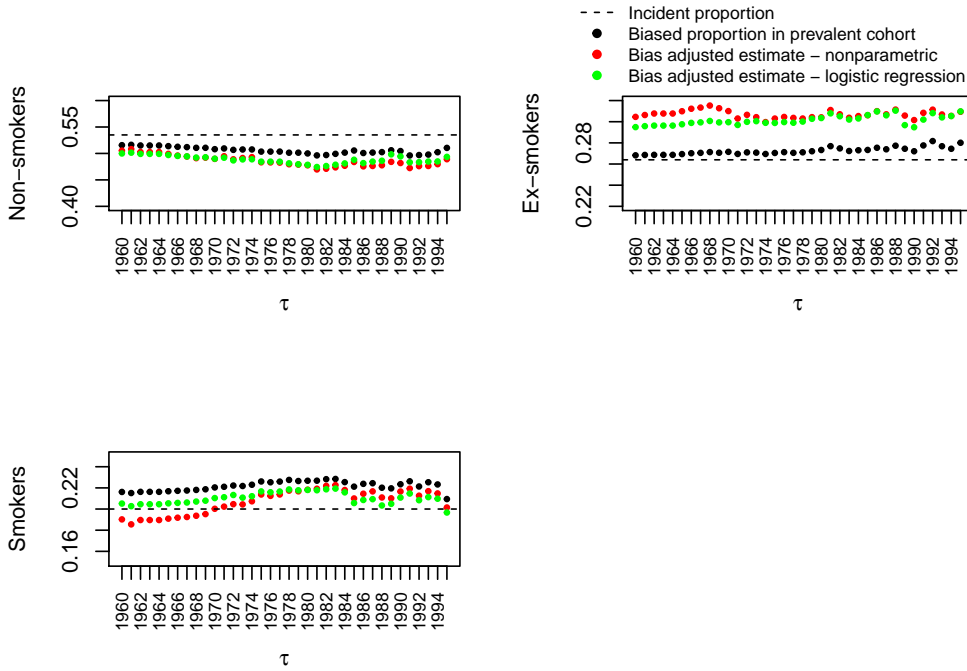 Incident proportion
Biased proportion in prevalent cohort
Bias adjusted estimate − nonparametric
Bias adjusted estimate − logistic regression
Non−smokers
0.55
0.40
1960 1962 1964 1966 1968 1970 1972 1974 1976 1978 1980 1982 1984 1986 1988 1990 1992 1994
τ
Ex−smokers
0.28
0.22
1960 1962 1964 1966 1968 1970 1972 1974 1976 1978 1980 1982 1984 1986 1988 1990 1992 1994
τ
Smokers
0.22
0.16
1960 1962 1964 1966 1968 1970 1972 1974 1976 1978 1980 1982 1984 1986 1988 1990 1992 1994
τ